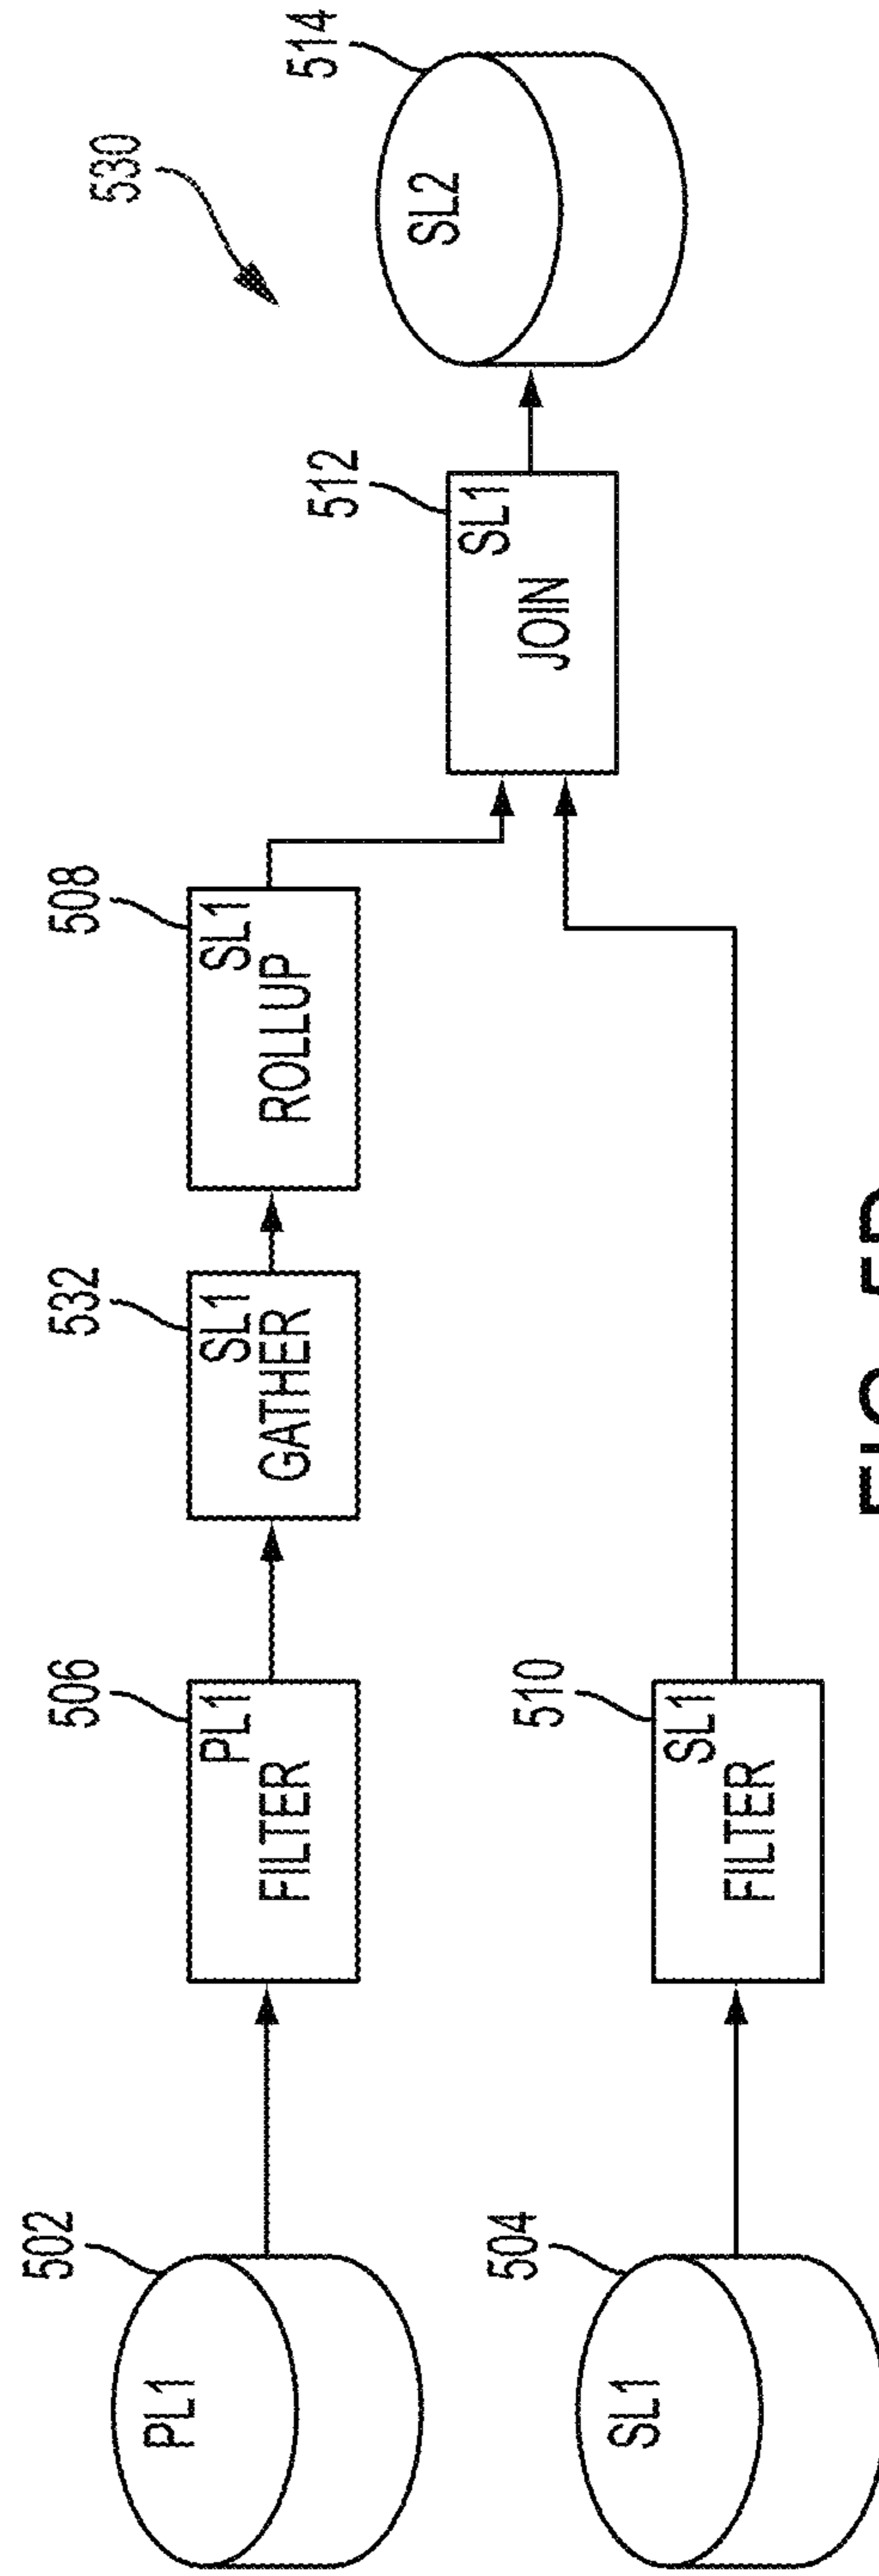 530
502
PL1
506
PL1
FILTER
532
SL1
GATHER
508
SL1
ROLLUP
512
SL1
JOIN
514
SL2
504
SL1
510
SL1
FILTER